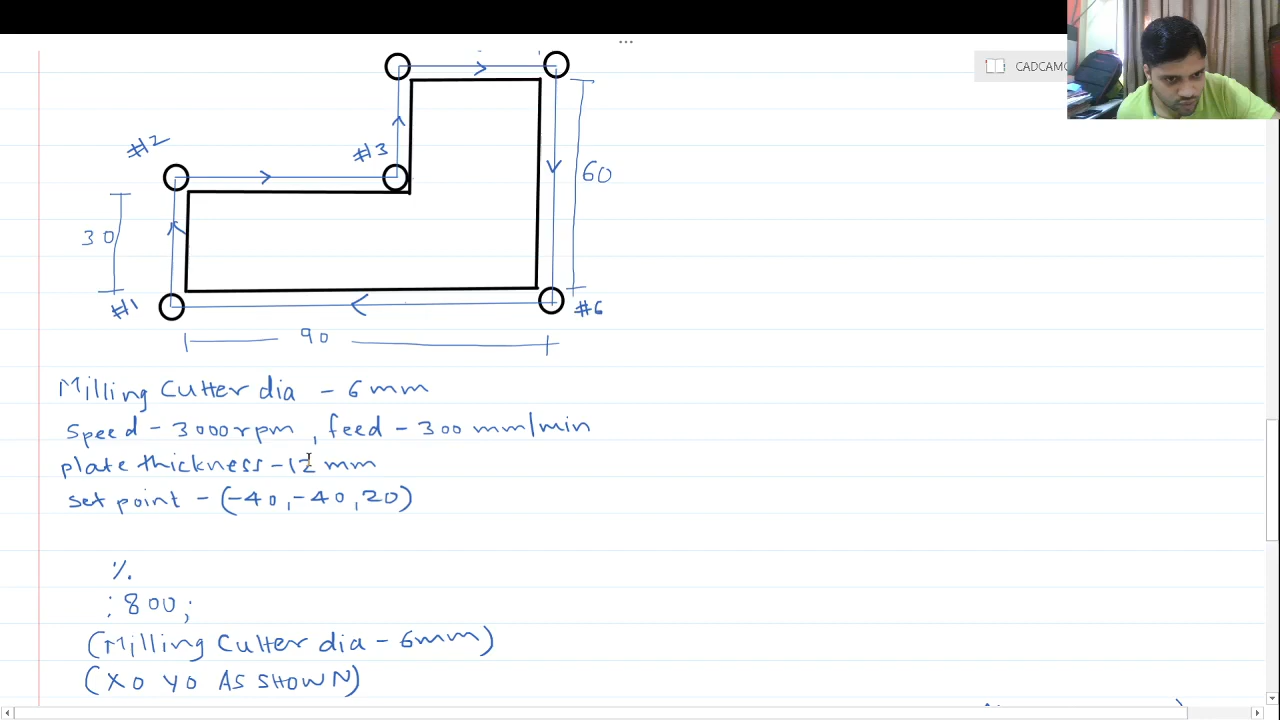 CADCAMC
#2
#3
60
30
#1
#6
90
Milling Cutter dia - 6mm
Speed - 3000rpm, feed - 300 mm/min
plate thickness - 12 mm
set point - (-40, -40, 20)
%
:800;
(Milling Cutter dia - 6mm)
(X0 Y0 AS SHOWN)